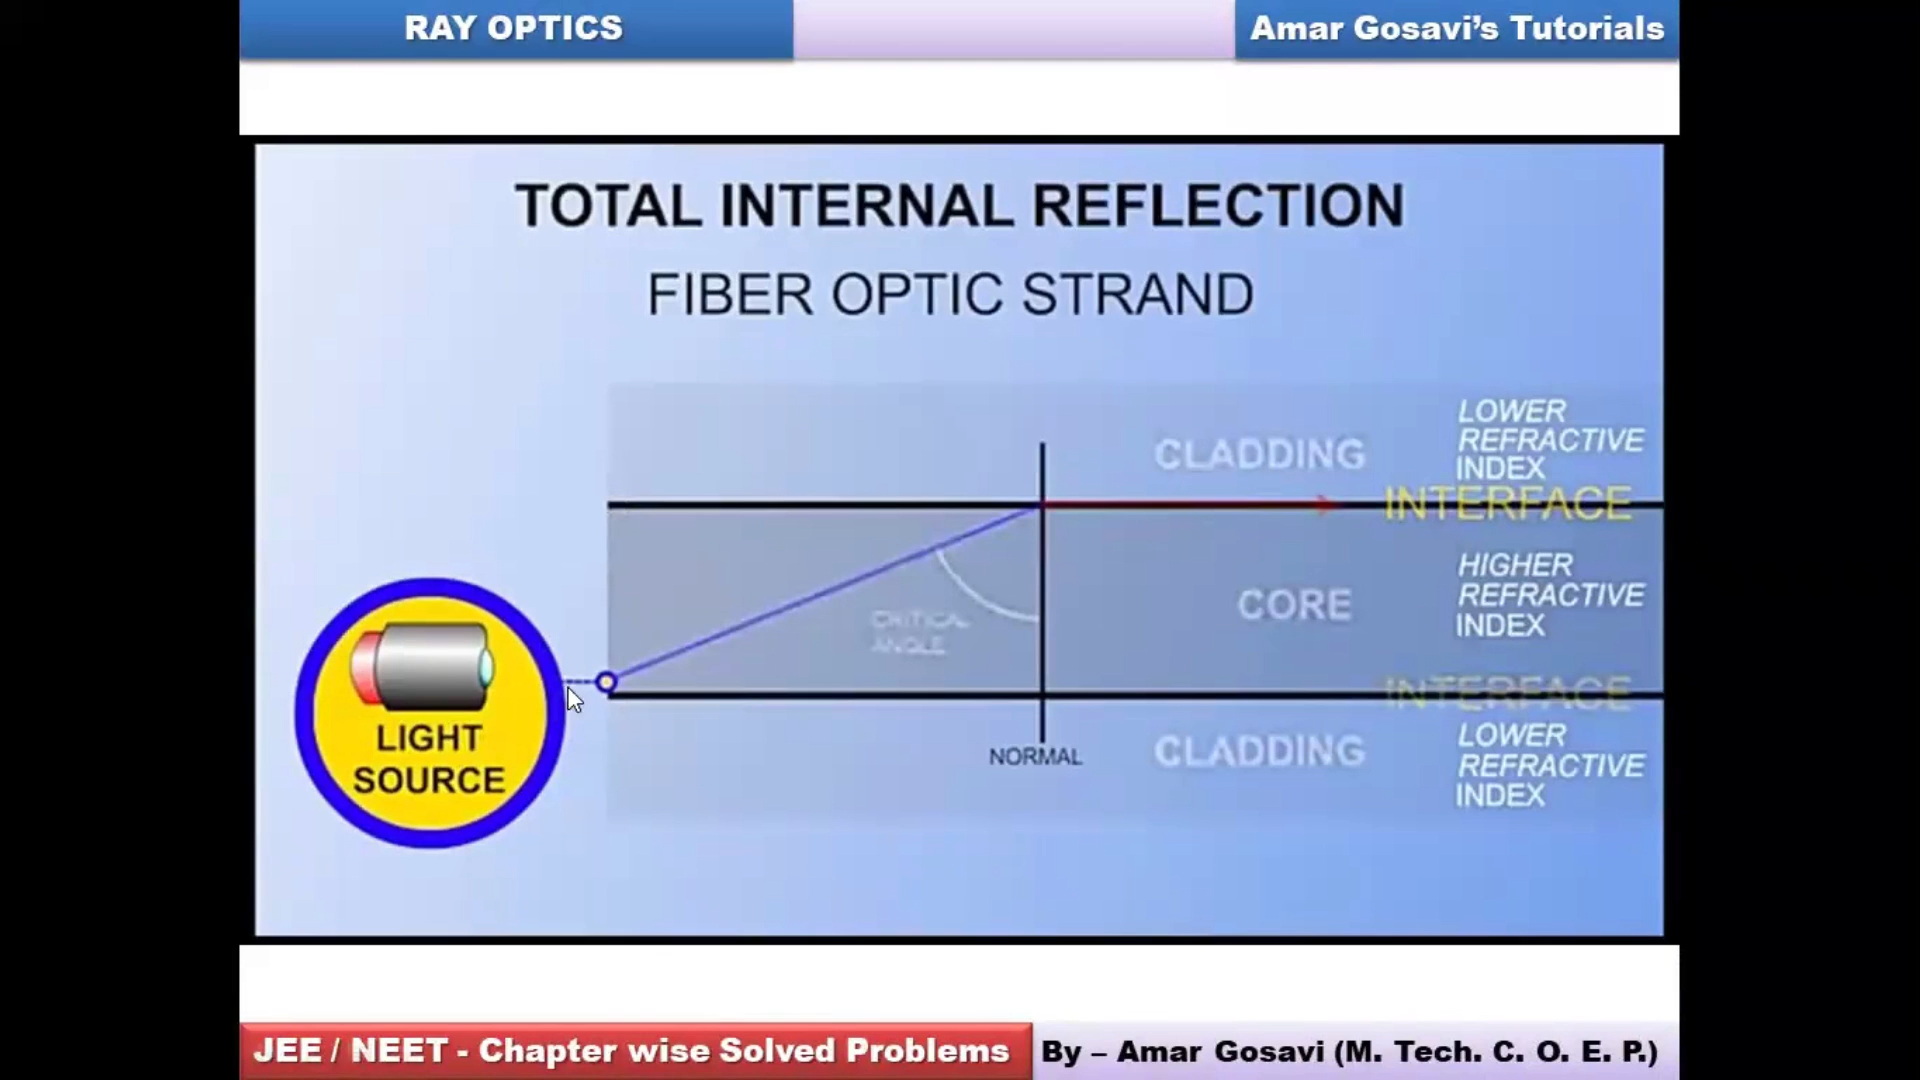 RAY OPTICS
Amar Gosavi's Tutorials
TOTAL INTERNAL REFLECTION
FIBER OPTIC STRAND
CLADDING
LOWER
REFRACTIVE
INDEX
INTERFACE
CRITICAL
ANGLE
CORE
HIGHER
REFRACTIVE
INDEX
INTERFACE
LIGHT
SOURCE
NORMAL
CLADDING
LOWER
REFRACTIVE
INDEX
JEE / NEET - Chapter wise Solved Problems
By – Amar Gosavi (M. Tech. C. O. E. P.)